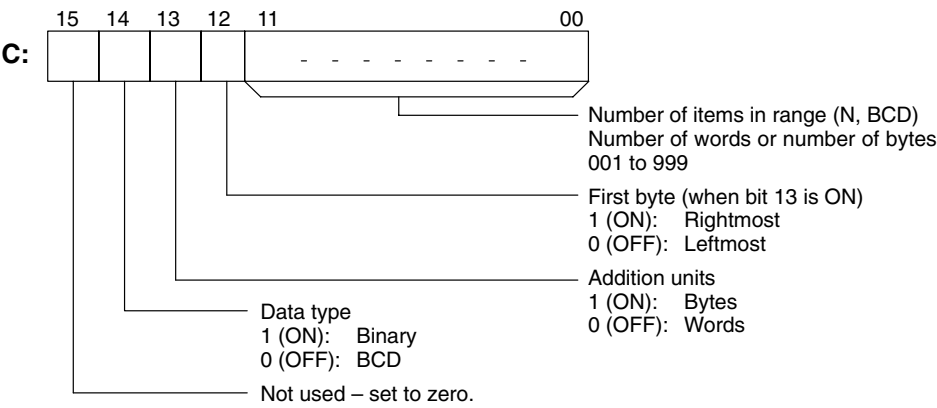 15 14 13 12 11 00
C:
- - - - - - - -
Number of items in range (N, BCD)
Number of words or number of bytes
001 to 999
First byte (when bit 13 is ON)
1 (ON): Rightmost
0 (OFF): Leftmost
Addition units
1 (ON): Bytes
0 (OFF): Words
Data type
1 (ON): Binary
0 (OFF): BCD
Not used – set to zero.